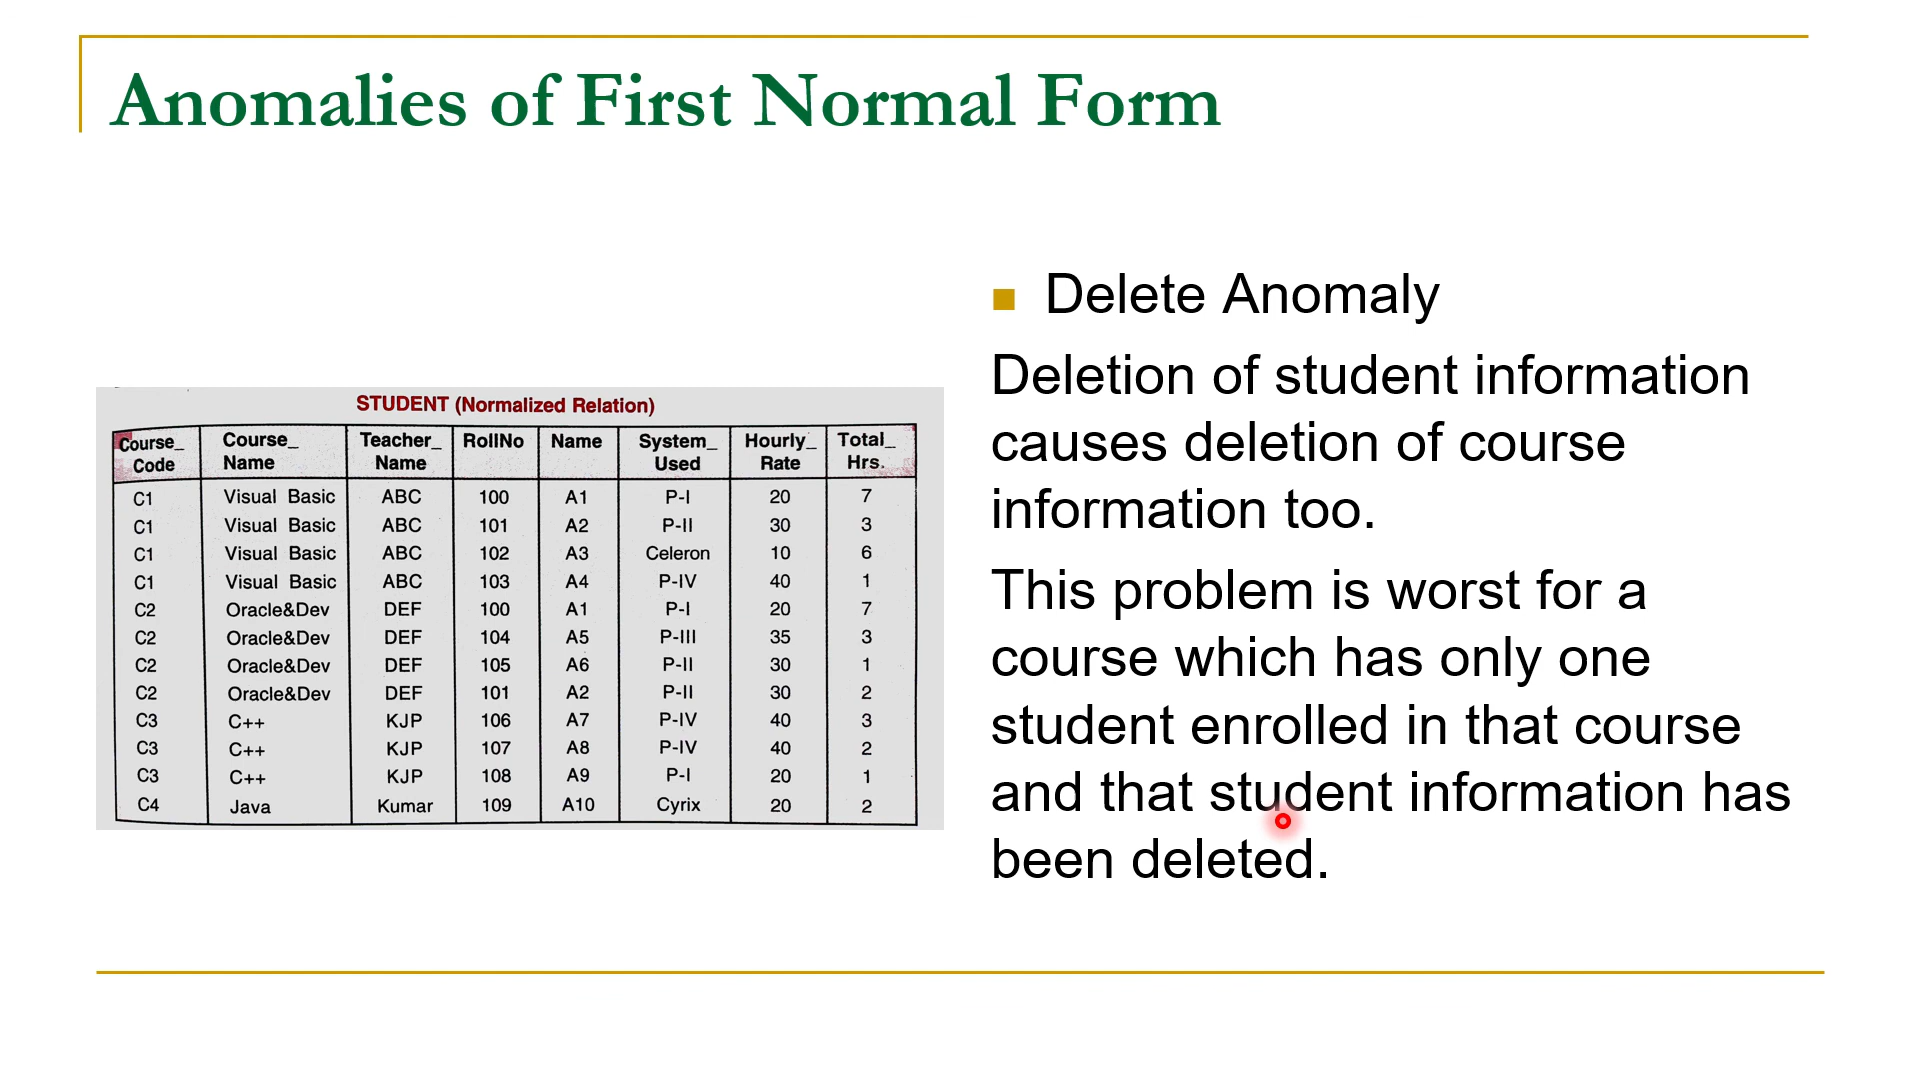 Anomalies of First Normal Form
STUDENT (Normalized Relation)
Course_ Code Course_ Name Teacher_ Name RollNo Name System_ Used Hourly_ Rate Total_ Hrs.
C1 Visual Basic ABC 100 A1 P-I 20 7
C1 Visual Basic ABC 101 A2 P-II 30 3
C1 Visual Basic ABC 102 A3 Celeron 10 6
C1 Visual Basic ABC 103 A4 P-IV 40 1
C2 Oracle&Dev DEF 100 A1 P-I 20 7
C2 Oracle&Dev DEF 104 A5 P-III 35 3
C2 Oracle&Dev DEF 105 A6 P-II 30 1
C2 Oracle&Dev DEF 101 A2 P-II 30 2
C3 C++ KJP 106 A7 P-IV 40 3
C3 C++ KJP 107 A8 P-IV 40 2
C3 C++ KJP 108 A9 P-I 20 1
C4 Java Kumar 109 A10 Cyrix 20 2
Delete Anomaly
Deletion of student information
causes deletion of course
information too.
This problem is worst for a
course which has only one
student enrolled in that course
and that student information has
been deleted.